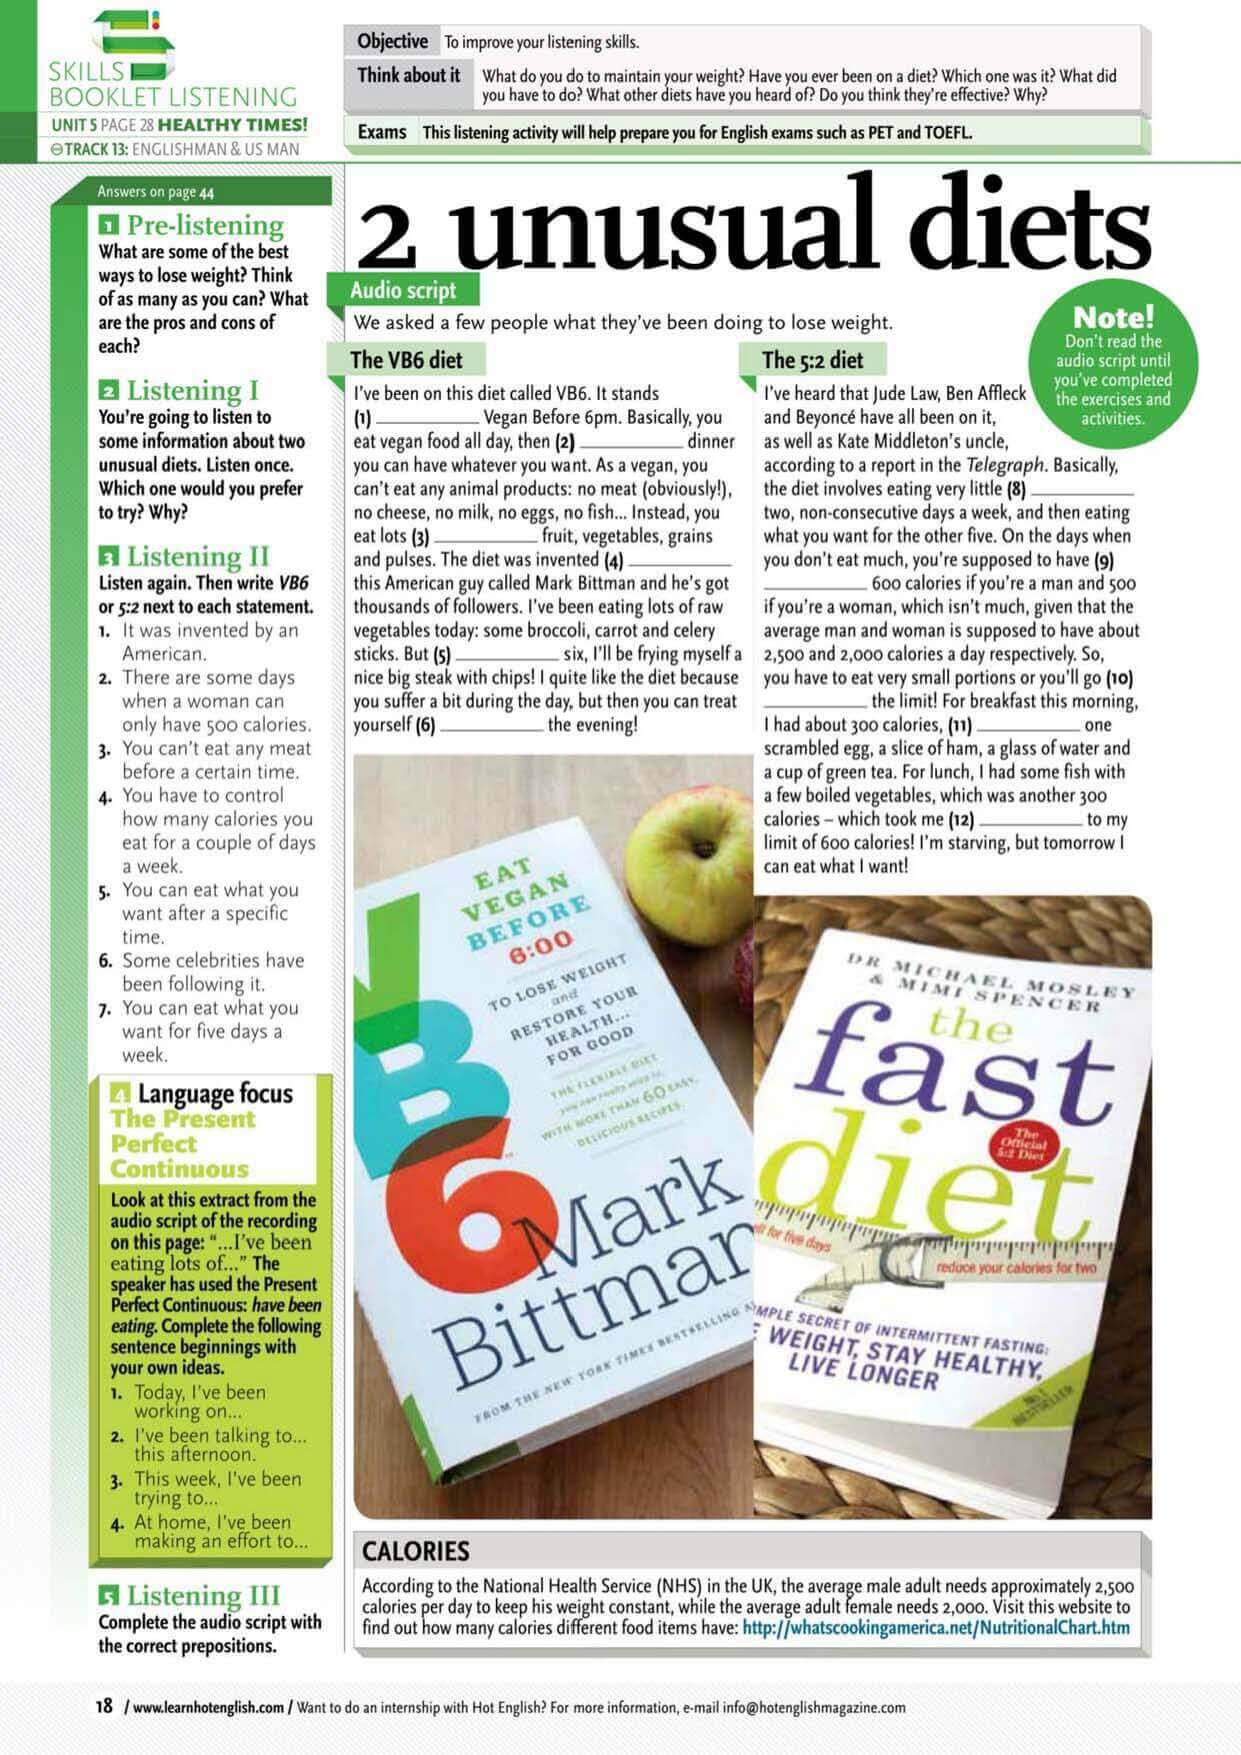 SKILLS
BOOKLET LISTENING
UNIT 5 PAGE 28 HEALTHY TIMES!
TRACK 13: ENGLISHMAN & US MAN
Objective To improve your listening skills.
Think about it What do you do to maintain your weight? Have you ever been on a diet? Which one was it? What did
you have to do? What other diets have you heard of? Do you think they're effective? Why?
Exams This listening activity will help prepare you for English exams such as PET and TOEFL.
Answers on page 44
1 Pre-listening
What are some of the best
ways to lose weight? Think
of as many as you can? What
are the pros and cons of
each?
2 Listening I
You're going to listen to
some information about two
unusual diets. Listen once.
Which one would you prefer
to try? Why?
3 Listening II
Listen again. Then write VB6
or 5:2 next to each statement.
1. It was invented by an
American.
2. There are some days
when a woman can
only have 500 calories.
3. You can't eat any meat
before a certain time.
4. You have to control
how many calories you
eat for a couple of days
a week.
5. You can eat what you
want after a specific
time.
6. Some celebrities have
been following it.
7. You can eat what you
want for five days a
week.
4 Language focus
The Present
Perfect
Continuous
Look at this extract from the
audio script of the recording
on this page: "...I've been
eating lots of..." The
speaker has used the Present
Perfect Continuous: have been
eating. Complete the following
sentence beginnings with
your own ideas.
1. Today, I've been
working on...
2. I've been talking to...
this afternoon.
3. This week, I've been
trying to...
4. At home, I've been
making an effort to...
5 Listening III
Complete the audio script with
the correct prepositions.
2 unusual diets
Audio script
We asked a few people what they've been doing to lose weight.
Note!
Don't read the
audio script until
you've completed
the exercises and
activities.
The VB6 diet
I've been on this diet called VB6. It stands
(1) ____________ Vegan Before 6pm. Basically, you
eat vegan food all day, then (2) ____________ dinner
you can have whatever you want. As a vegan, you
can't eat any animal products: no meat (obviously!),
no cheese, no milk, no eggs, no fish... Instead, you
eat lots (3) ____________ fruit, vegetables, grains
and pulses. The diet was invented (4) ____________
this American guy called Mark Bittman and he's got
thousands of followers. I've been eating lots of raw
vegetables today: some broccoli, carrot and celery
sticks. But (5) ____________ six, I'll be frying myself a
nice big steak with chips! I quite like the diet because
you suffer a bit during the day, but then you can treat
yourself (6) ____________ the evening!
The 5:2 diet
I've heard that Jude Law, Ben Affleck
and Beyoncé have all been on it,
as well as Kate Middleton's uncle,
according to a report in the Telegraph. Basically,
the diet involves eating very little (8) ____________
two, non-consecutive days a week, and then eating
what you want for the other five. On the days when
you don't eat much, you're supposed to have (9)
____________ 600 calories if you're a man and 500
if you're a woman, which isn't much, given that the
average man and woman is supposed to have about
2,500 and 2,000 calories a day respectively. So,
you have to eat very small portions or you'll go (10)
____________ the limit! For breakfast this morning,
I had about 300 calories, (11) ____________ one
scrambled egg, a slice of ham, a glass of water and
a cup of green tea. For lunch, I had some fish with
a few boiled vegetables, which was another 300
calories – which took me (12) ____________ to my
limit of 600 calories! I'm starving, but tomorrow I
can eat what I want!
EAT
VEGAN
BEFORE
6:00
TO LOSE WEIGHT
and
RESTORE YOUR
HEALTH...
FOR GOOD
THE FLEXIBLE DIET
you can really stick to,
WITH MORE THAN 60 EASY,
DELICIOUS RECIPES
VB6
Mark
Bittman
FROM THE NEW YORK TIMES BESTSELLING
DR MICHAEL MOSLEY
& MIMI SPENCER
the
fast
diet
The
Official
5:2 Diet
for five days
reduce your calories for two
SIMPLE SECRET OF INTERMITTENT FASTING:
WEIGHT, STAY HEALTHY,
LIVE LONGER
NO.1
BESTSELLER
CALORIES
According to the National Health Service (NHS) in the UK, the average male adult needs approximately 2,500
calories per day to keep his weight constant, while the average adult female needs 2,000. Visit this website to
find out how many calories different food items have: http://whatscookingamerica.net/NutritionalChart.htm
18 / www.learnhotenglish.com / Want to do an internship with Hot English? For more information, e-mail info@hotenglishmagazine.com